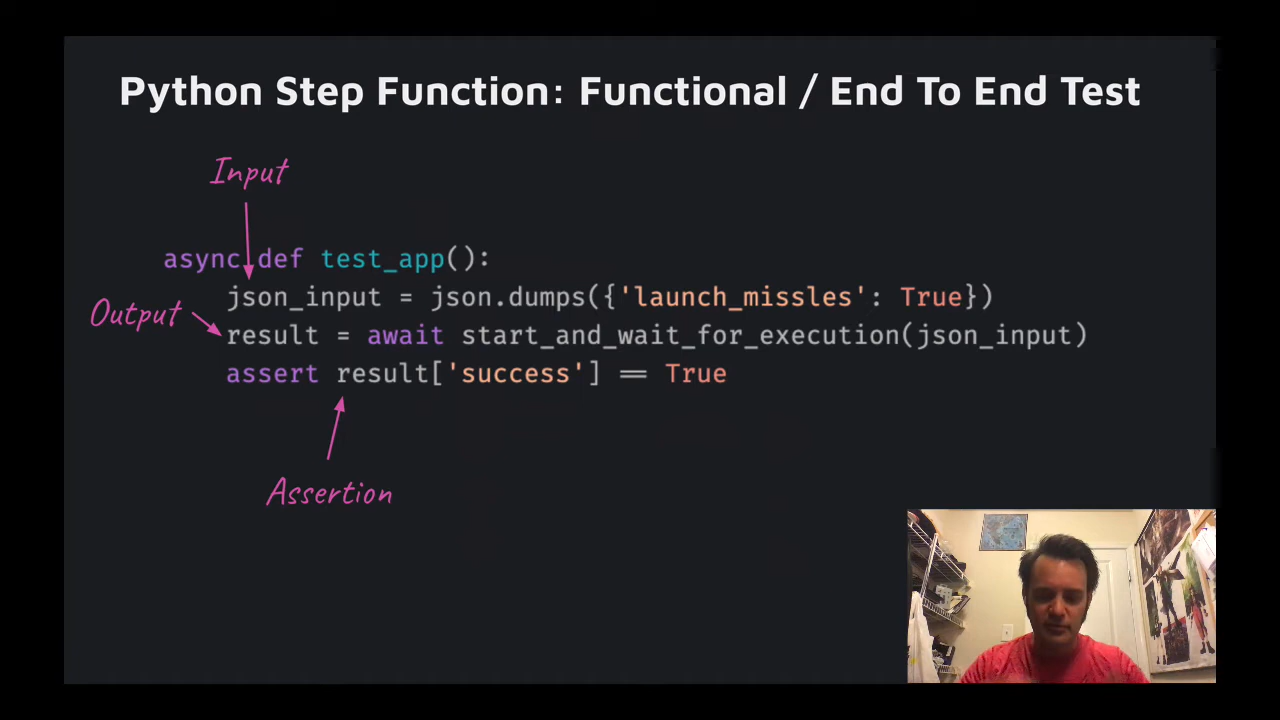 Python Step Function: Functional / End To End Test
Input
async def test_app():
json_input = json.dumps({'launch_missles': True})
Output
result = await start_and_wait_for_execution(json_input)
assert result['success'] == True
Assertion